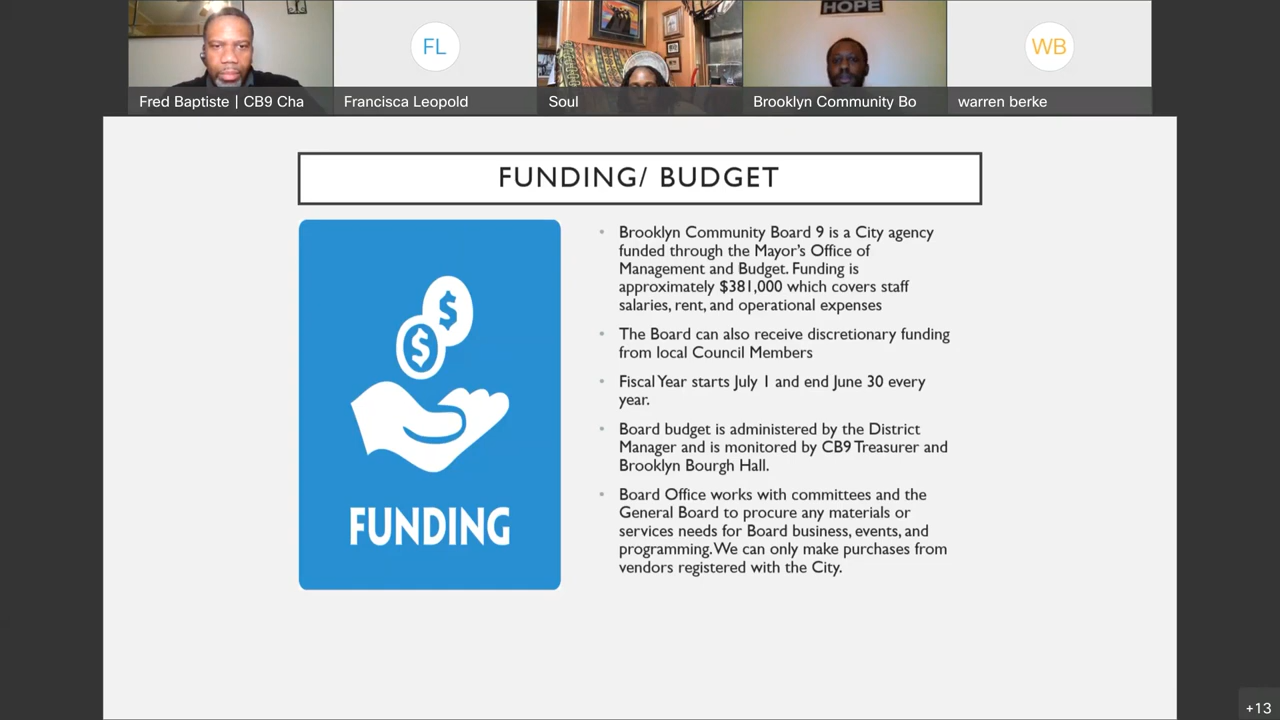 HOPE
FL
WB
Fred Baptiste | CB9 Cha
Francisca Leopold
Soul
Brooklyn Community Bo
warren berke
FUNDING/ BUDGET
FUNDING
• Brooklyn Community Board 9 is a City agency
funded through the Mayor's Office of
Management and Budget. Funding is
approximately $381,000 which covers staff
salaries, rent, and operational expenses
• The Board can also receive discretionary funding
from local Council Members
• Fiscal Year starts July 1 and end June 30 every
year.
• Board budget is administered by the District
Manager and is monitored by CB9 Treasurer and
Brooklyn Bourgh Hall.
• Board Office works with committees and the
General Board to procure any materials or
services needs for Board business, events, and
programming. We can only make purchases from
vendors registered with the City.
+13